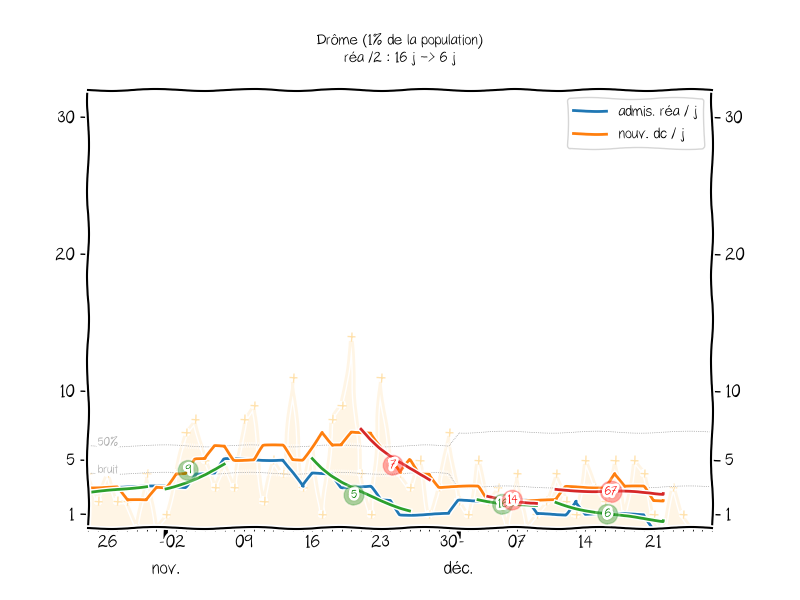 Drôme (1% de la population)
réa /2 : 16 j -> 6 j
admis. réa / j
nouv. dc / j
30 30
20 20
10 10
50%
5 5
bruit
1 1
9 5 7 14 67 6
26 02 09 16 23 30 07 14 21
nov. déc.